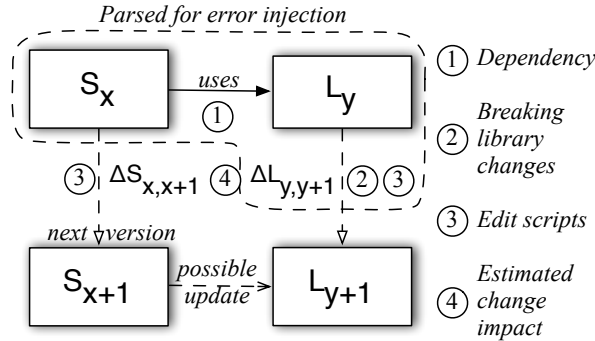 Parsed for error injection
S_x
uses
①
L_y
① Dependency
② Breaking
library
changes
③ ΔS_x,x+1
④
ΔL_y,y+1
② ③
③ Edit scripts
next version
S_x+1
possible
update
L_y+1
④ Estimated
change
impact